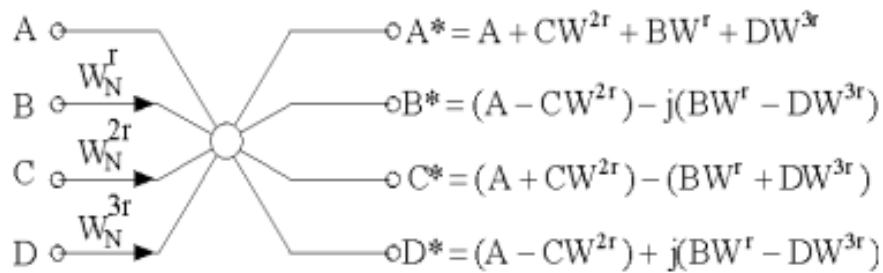 A A* = A + CW^{2r} + BW^r + DW^{3r}
W_N^r
B B* = (A − CW^{2r}) − j(BW^r − DW^{3r})
W_N^{2r}
C C* = (A + CW^{2r}) − (BW^r + DW^{3r})
W_N^{3r}
D D* = (A − CW^{2r}) + j(BW^r − DW^{3r})